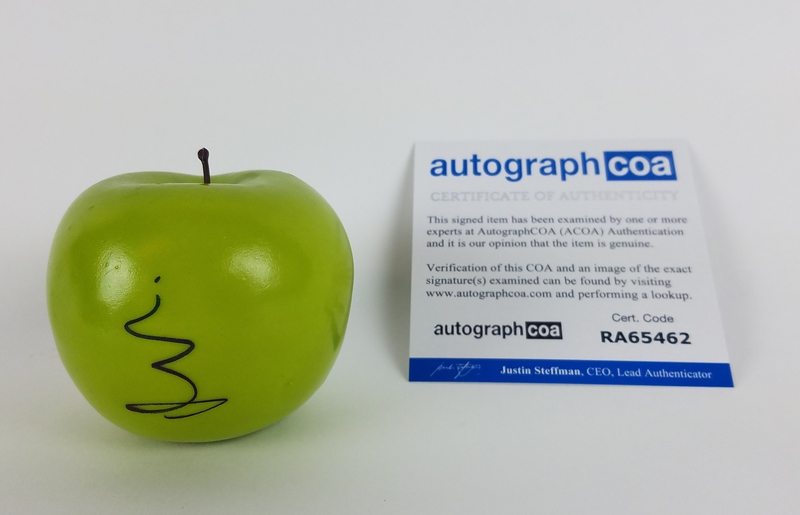 autographcoa
CERTIFICATE OF AUTHENTICITY
This signed item has been examined by one or more
experts at AutographCOA (ACOA) Authentication
and it is our opinion that the item is genuine.
Verification of this COA and an image of the exact
signature(s) examined can be found by visiting
www.autographcoa.com and performing a lookup.
autographcoa
Cert. Code
RA65462
Justin Steffman, CEO, Lead Authenticator